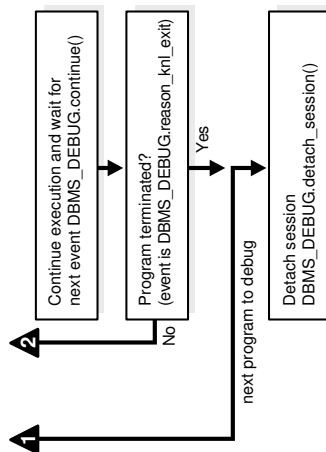 Continue execution and wait for
next event DBMS_DEBUG.continue()
Program terminated?
(event is DBMS_DEBUG.reason_knl_exit)
2
No
Yes
1
next program to debug
Detach session
DBMS_DEBUG.detach_session()